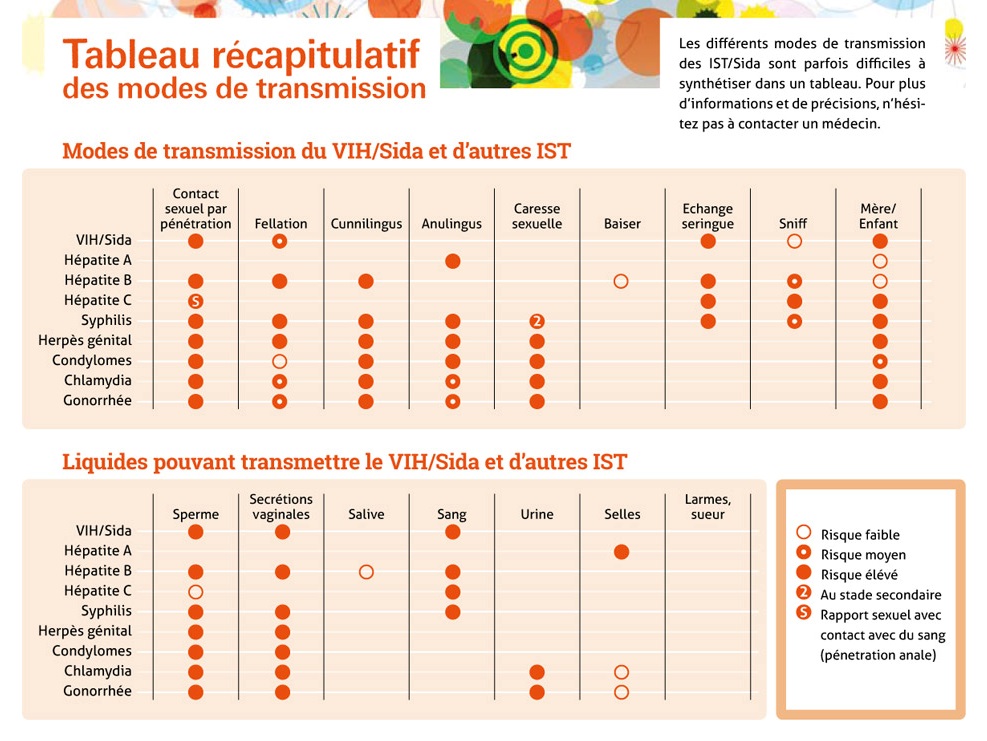 Tableau récapitulatif
des modes de transmission
Les différents modes de transmission
des IST/Sida sont parfois difficiles à
synthétiser dans un tableau. Pour plus
d'informations et de précisions, n'hési-
tez pas à contacter un médecin.
Modes de transmission du VIH/Sida et d'autres IST
Contact
sexuel par
pénétration
Fellation
Cunnilingus
Anulingus
Caresse
sexuelle
Baiser
Echange
seringue
Sniff
Mère/
Enfant
VIH/Sida
Hépatite A
Hépatite B
Hépatite C
S
Syphilis
2
Herpès génital
Condylomes
Chlamydia
Gonorrhée
Liquides pouvant transmettre le VIH/Sida et d'autres IST
Sperme
Secrétions
vaginales
Salive
Sang
Urine
Selles
Larmes,
sueur
VIH/Sida
Hépatite A
Hépatite B
Hépatite C
Syphilis
Herpès génital
Condylomes
Chlamydia
Gonorrhée
Risque faible
Risque moyen
Risque élévé
2 Au stade secondaire
S Rapport sexuel avec
contact avec du sang
(pénetration anale)